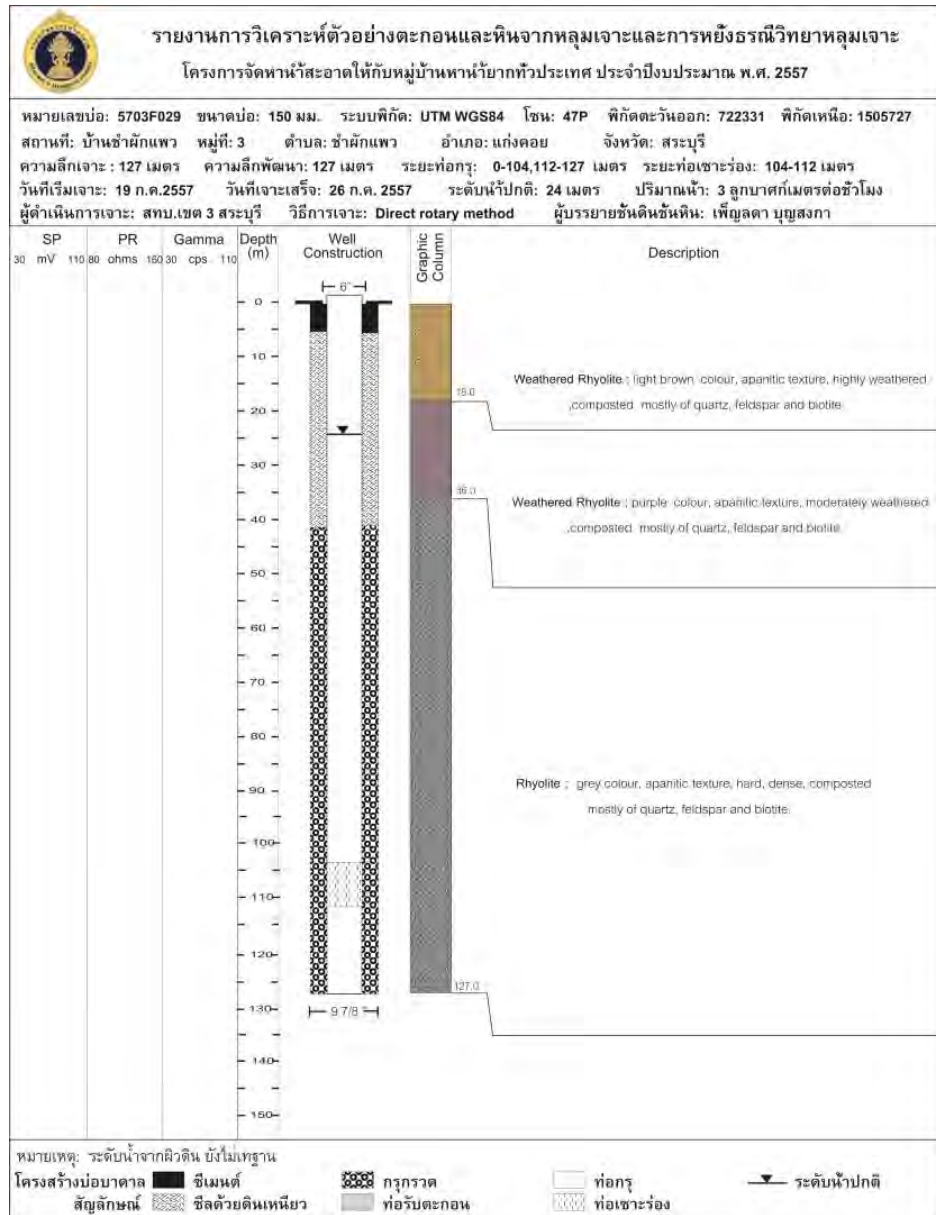 รายงานการวิเคราะห์ตัวอย่างตะกอนและหินจากหลุมเจาะและการหยั่งธรณีวิทยาหลุมเจาะ
โครงการจัดหาน้ำสะอาดให้กับหมู่บ้านหาน้ำยากทั่วประเทศ ประจำปีงบประมาณ พ.ศ. 2557
หมายเลขบ่อ: 5703F029 ขนาดบ่อ: 150 มม. ระบบพิกัด: UTM WGS84 โซน: 47P พิกัดตะวันออก: 722331 พิกัดเหนือ: 1505727
สถานที่: บ้านชำผักแพว หมู่ที่: 3 ตำบล: ชำผักแพว อำเภอ: แก่งคอย จังหวัด: สระบุรี
ความลึกเจาะ : 127 เมตร ความลึกพัฒนา: 127 เมตร ระยะท่อกรุ: 0-104,112-127 เมตร ระยะท่อเซาะร่อง: 104-112 เมตร
วันที่เริ่มเจาะ: 19 ก.ค.2557 วันที่เจาะเสร็จ: 26 ก.ค. 2557 ระดับน้ำปกติ: 24 เมตร ปริมาณน้ำ: 3 ลูกบาศก์เมตรต่อชั่วโมง
ผู้ดำเนินการเจาะ: สทบ.เขต 3 สระบุรี วิธีการเจาะ: Direct rotary method ผู้บรรยายชั้นดินชั้นหิน: เพ็ญลดา บุญสงกา
SP PR Gamma Depth Well Graphic Description
30 mV 110 80 ohms 160 30 cps 110 (m) Construction Column
6"
0
10
Weathered Rhyolite ; light brown colour, apanitic texture, highly weathered
18.0
,composted mostly of quartz, feldspar and biotite
20
30
36.0
Weathered Rhyolite ; purple colour, apanitic texture, moderately weathered
,composted mostly of quartz, feldspar and biotite
40
50
60
70
80
Rhyolite ; grey colour, apanitic texture, hard, dense, composted
90
mostly of quartz, feldspar and biotite.
100
110
120
127.0
130
9 7/8 "
140
150
หมายเหตุ: ระดับน้ำจากผิวดิน ยังไม่เทฐาน
โครงสร้างบ่อบาดาล ซีเมนต์ กรุกรวด ท่อกรุ ระดับน้ำปกติ
สัญลักษณ์ ซีลด้วยดินเหนียว ท่อรับตะกอน ท่อเซาะร่อง